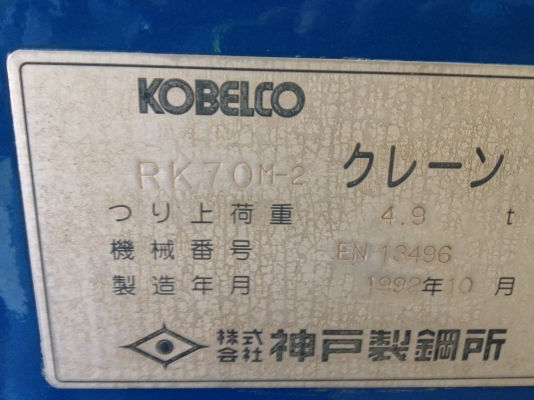 KOBELCO
RK70M-2 クレーン
つり上荷重 4.9 t
機械番号 EN 13496
製造年月 1992年10月
株式会社 神戸製鋼所